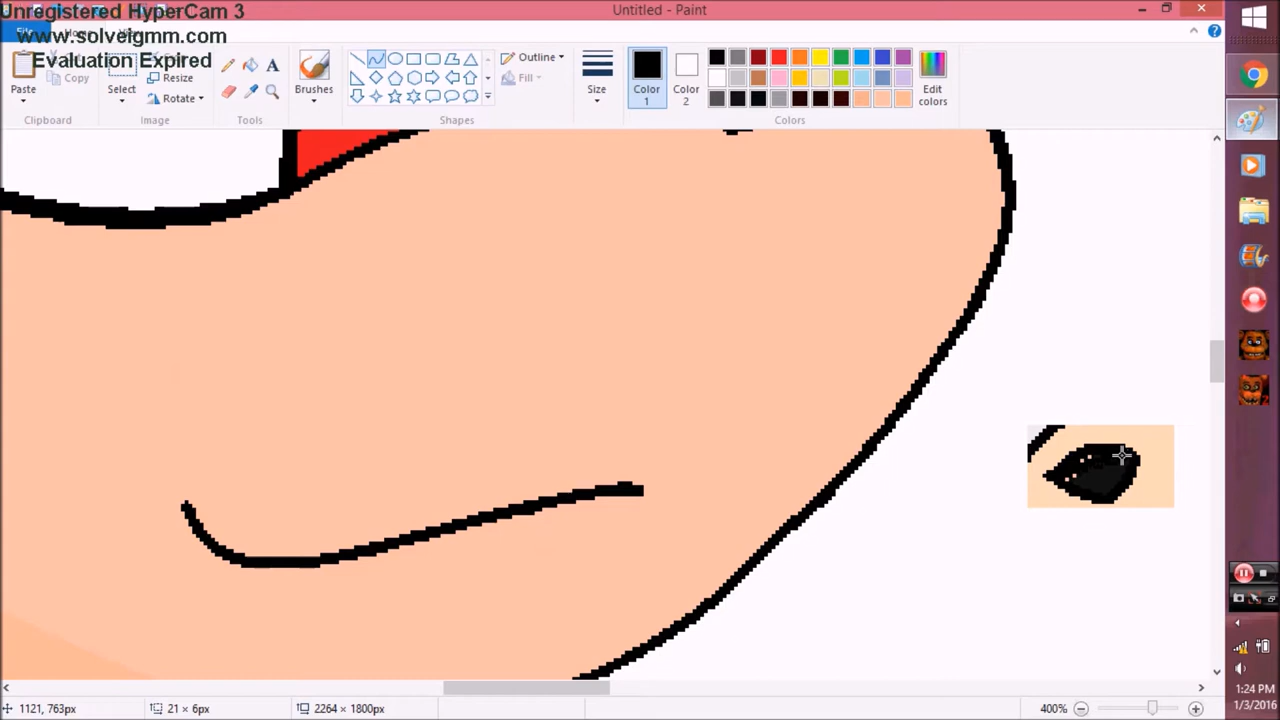 Unregistered HyperCam 3
Untitled - Paint
www.solveigmm.com
Evaluation Expired
Paste
Copy
Select
Resize
Rotate
Brushes
Outline
Fill
Size
Color 1
Color 2
Edit colors
Clipboard
Image
Tools
Shapes
Colors
1121, 763px
21 × 6px
2264 × 1800px
400%
1:24 PM
1/3/2016